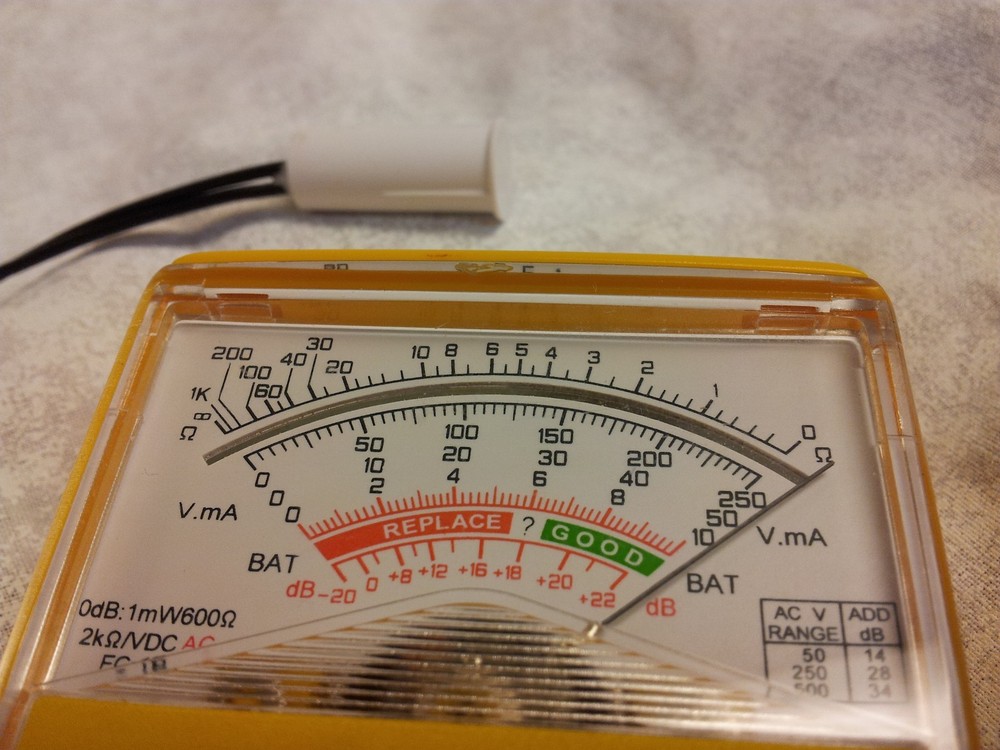 200 30
100 40 20 10 8 6 5 4 3 2 1
1K 60 0
∞
Ω Ω
0 50 100 150 200 250
0 10 20 30 40 50
0 2 4 6 8 10
V.mA V.mA
REPLACE ? GOOD
BAT BAT
dB -20 0 +8 +12 +16 +18 +20 +22 dB
0dB:1mW600Ω
2kΩ/VDC AC
AC V RANGE ADD dB
50 14
250 28
500 34